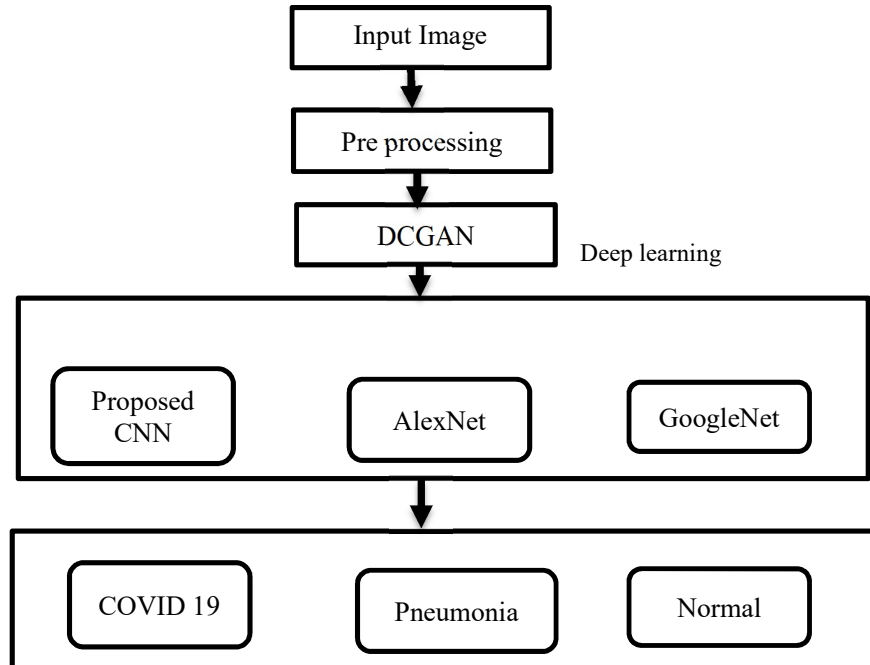 Input Image
Pre processing
DCGAN
Deep learning
Proposed
CNN
AlexNet
GoogleNet
COVID 19
Pneumonia
Normal